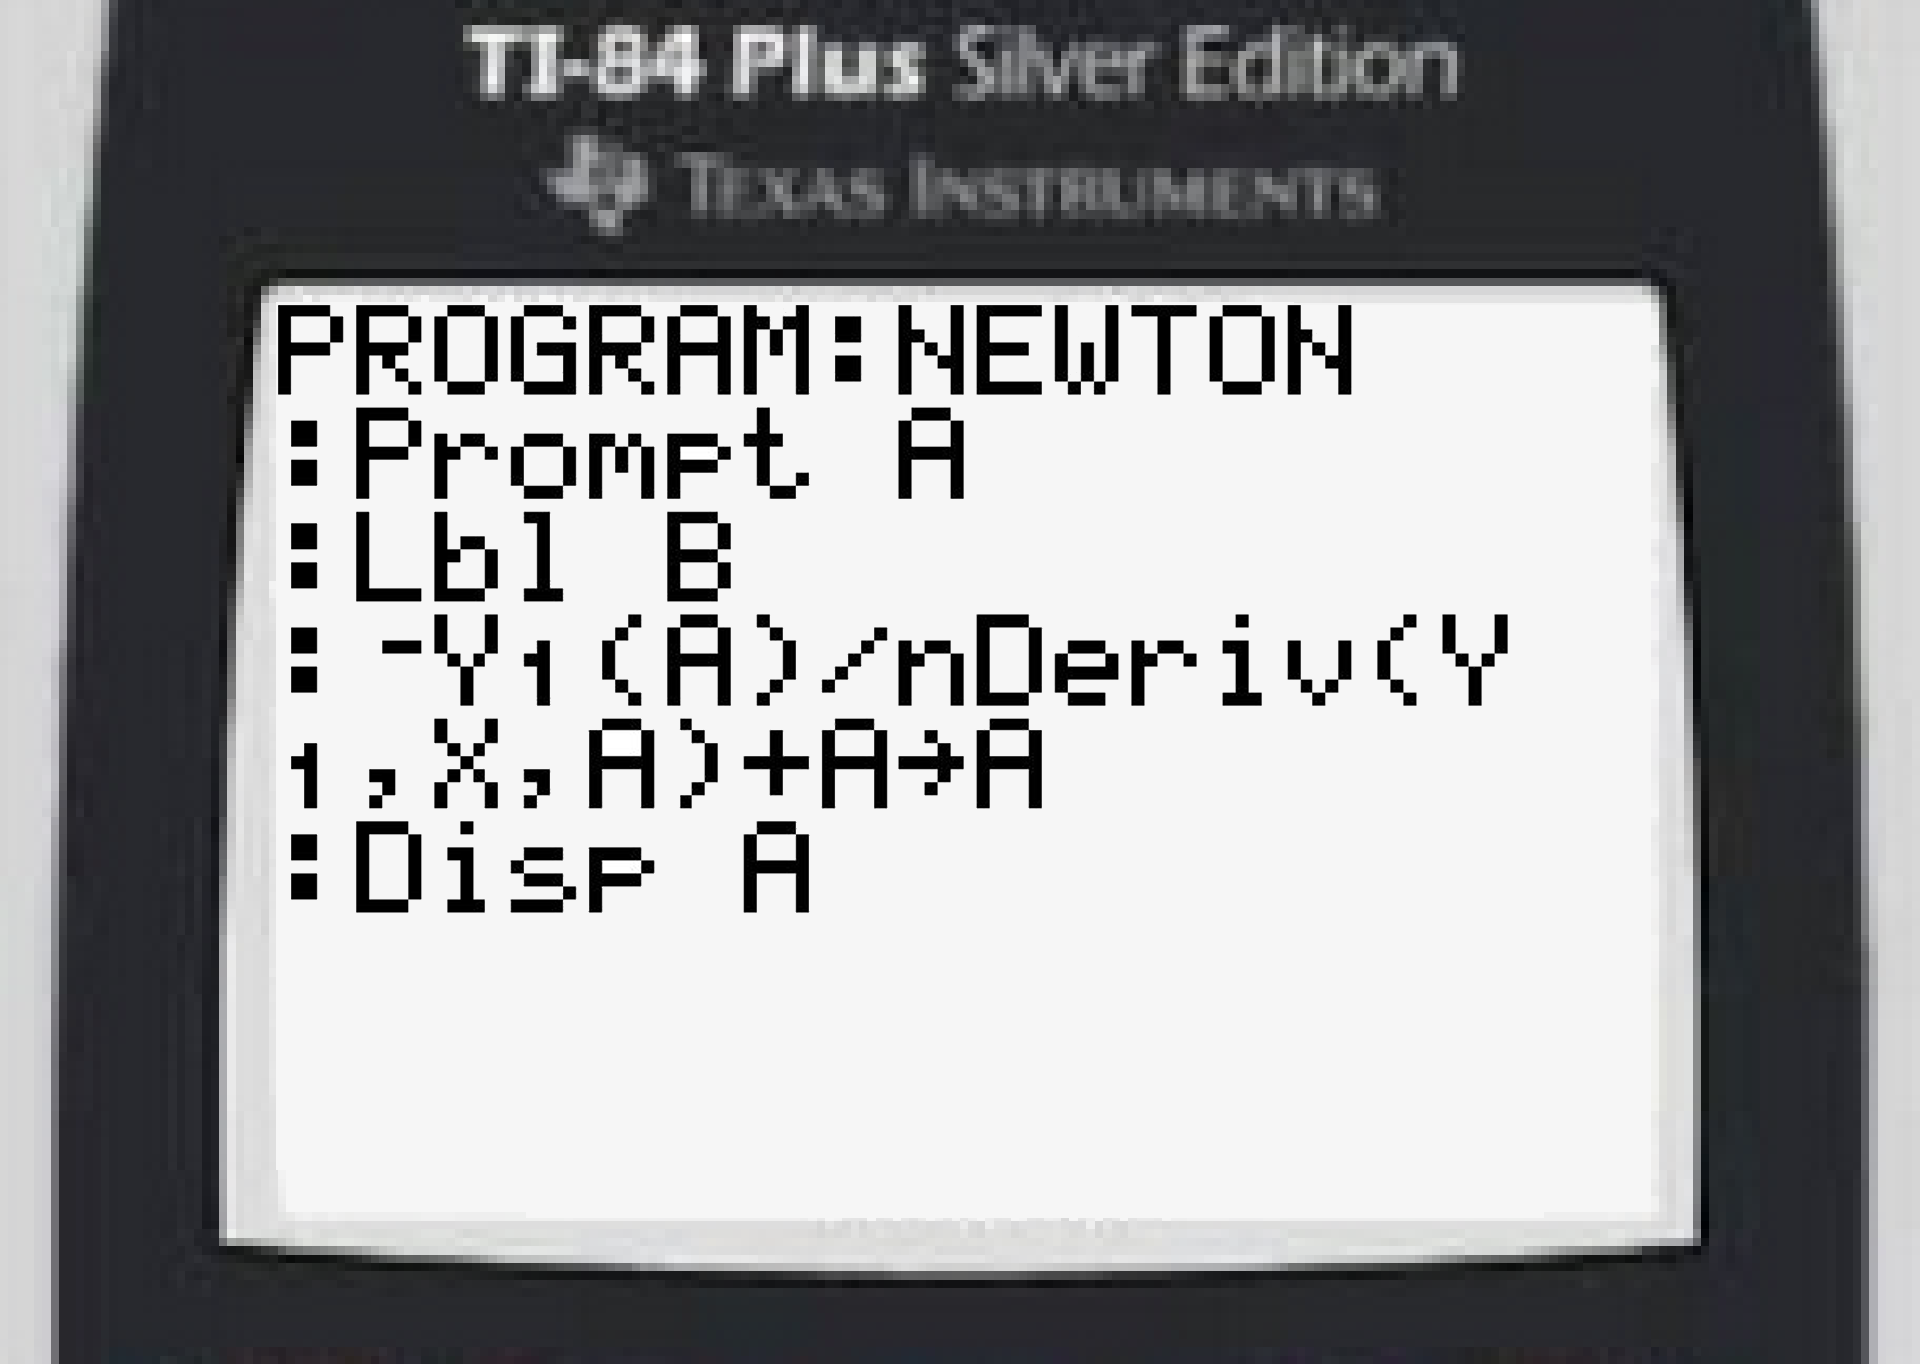 TI-84 Plus Silver Edition
TEXAS INSTRUMENTS
PROGRAM:NEWTON
:Prompt A
:Lbl B
:⁻Y₁(A)/nDeriv(Y
₁,X,A)+A→A
:Disp A